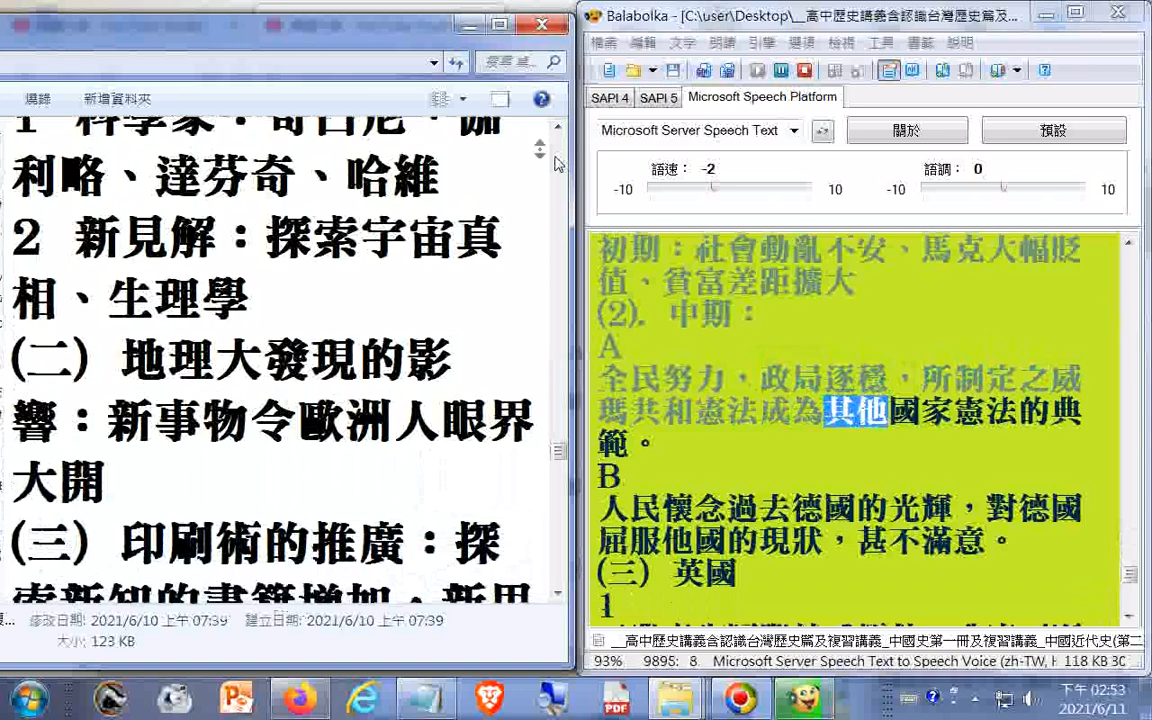 Balabolka - [C:\user\Desktop\__高中歷史講義含認識台灣歷史篇及...
檔案 編輯 文字 朗讀 引擎 選項 檢視 工具 書籤 說明
燒錄 新增資料夾
SAPI 4 SAPI 5 Microsoft Speech Platform
Microsoft Server Speech Text 關於 預設
語速： -2 語調： 0
-10 10 -10 10
利略、達芬奇、哈維
2 新見解：探索宇宙真
相、生理學
(二) 地理大發現的影
響：新事物令歐洲人眼界
大開
(三) 印刷術的推廣：探
索新知的書籍增加，新思
修改日期: 2021/6/10 上午 07:39 建立日期: 2021/6/10 上午 07:39
大小: 123 KB
初期：社會動亂不安、馬克大幅貶
值、貧富差距擴大
(2). 中期：
A
全民努力，政局逐穩，所制定之威
瑪共和憲法成為其他國家憲法的典
範。
B
人民懷念過去德國的光輝，對德國
屈服他國的現狀，甚不滿意。
(三) 英國
1
__高中歷史講義含認識台灣歷史篇及複習講義_中國史第一冊及複習講義_中國近代史(第二
93% 9895: 8 Microsoft Server Speech Text to Speech Voice (zh-TW, H 118 KB
下午 02:53
2021/6/11